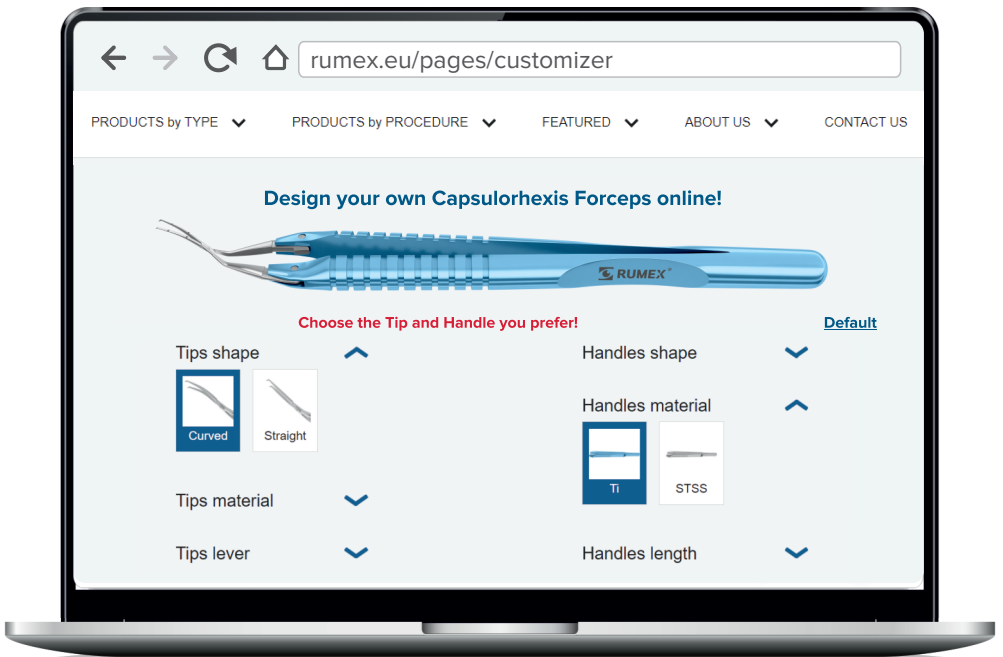 rumex.eu/pages/customizer
PRODUCTS by TYPE
PRODUCTS by PROCEDURE
FEATURED
ABOUT US
CONTACT US
Design your own Capsulorhexis Forceps online!
RUMEX®
Choose the Tip and Handle you prefer!
Default
Tips shape
Curved
Straight
Tips material
Tips lever
Handles shape
Handles material
Ti
STSS
Handles length